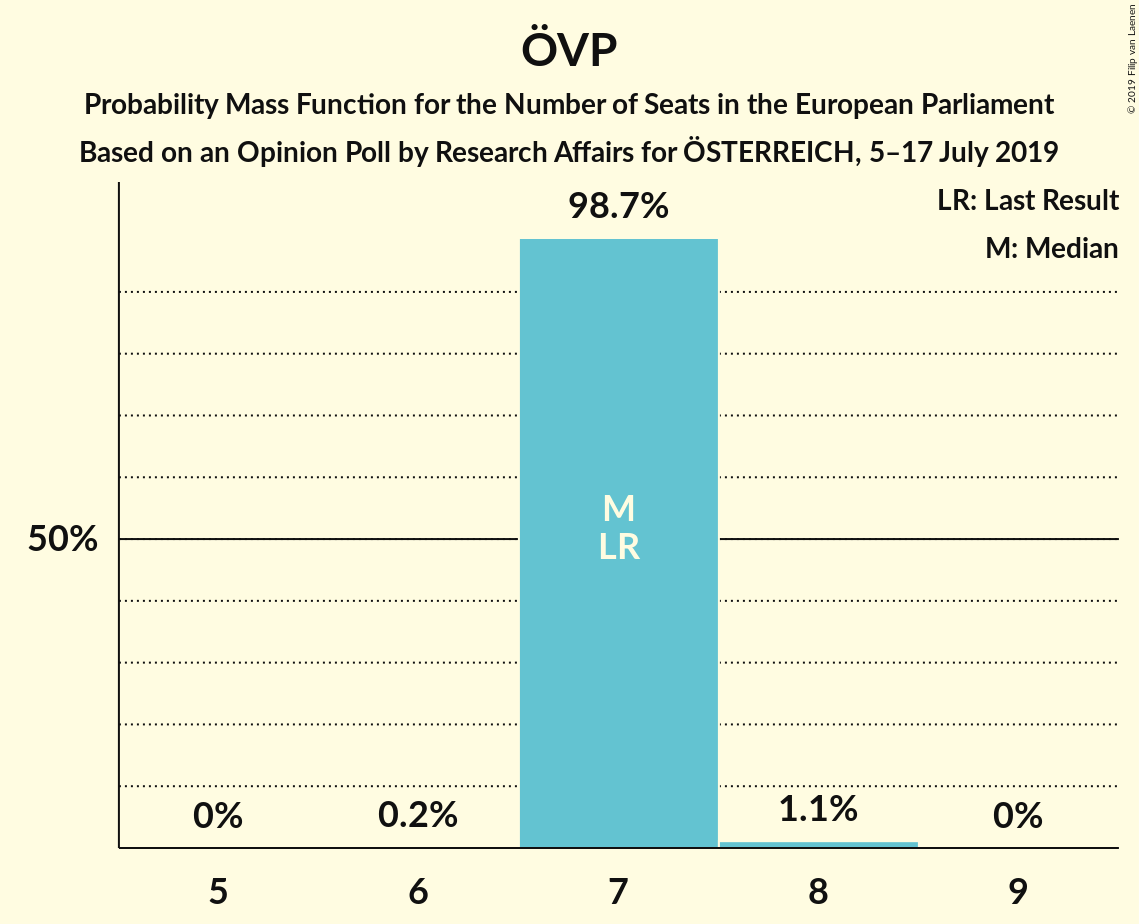 ÖVP
Probability Mass Function for the Number of Seats in the European Parliament
Based on an Opinion Poll by Research Affairs for ÖSTERREICH, 5–17 July 2019
© 2019 Filip van Laenen
LR: Last Result
M: Median
98.7%
M
LR
50%
0%
0.2%
1.1%
0%
5
6
7
8
9